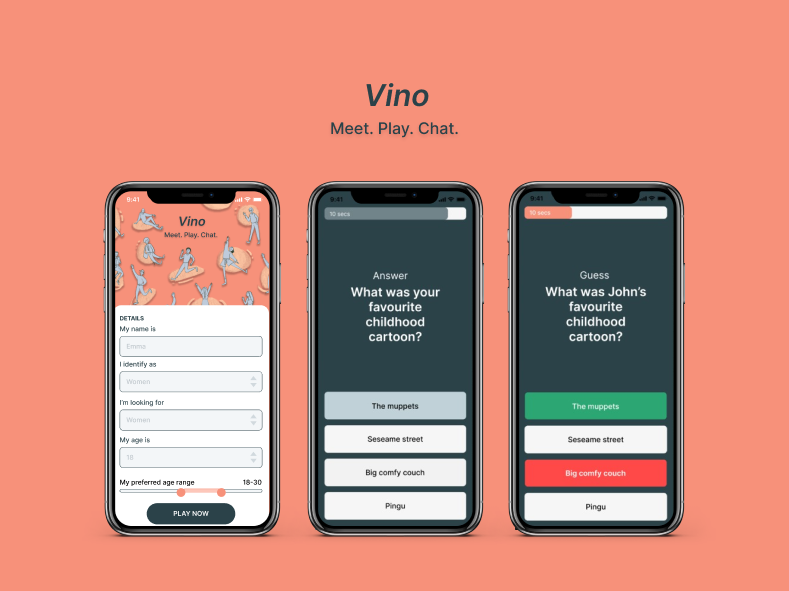 Vino
Meet. Play. Chat.
9:41
Vino
Meet. Play. Chat.
DETAILS
My name is
Emma
I identify as
Women
I'm looking for
Women
My age is
18
My preferred age range 18-30
PLAY NOW
9:41
10 secs
Answer
What was your
favourite
childhood
cartoon?
The muppets
Seseame street
Big comfy couch
Pingu
9:41
10 secs
Guess
What was John's
favourite
childhood
cartoon?
The muppets
Seseame street
Big comfy couch
Pingu